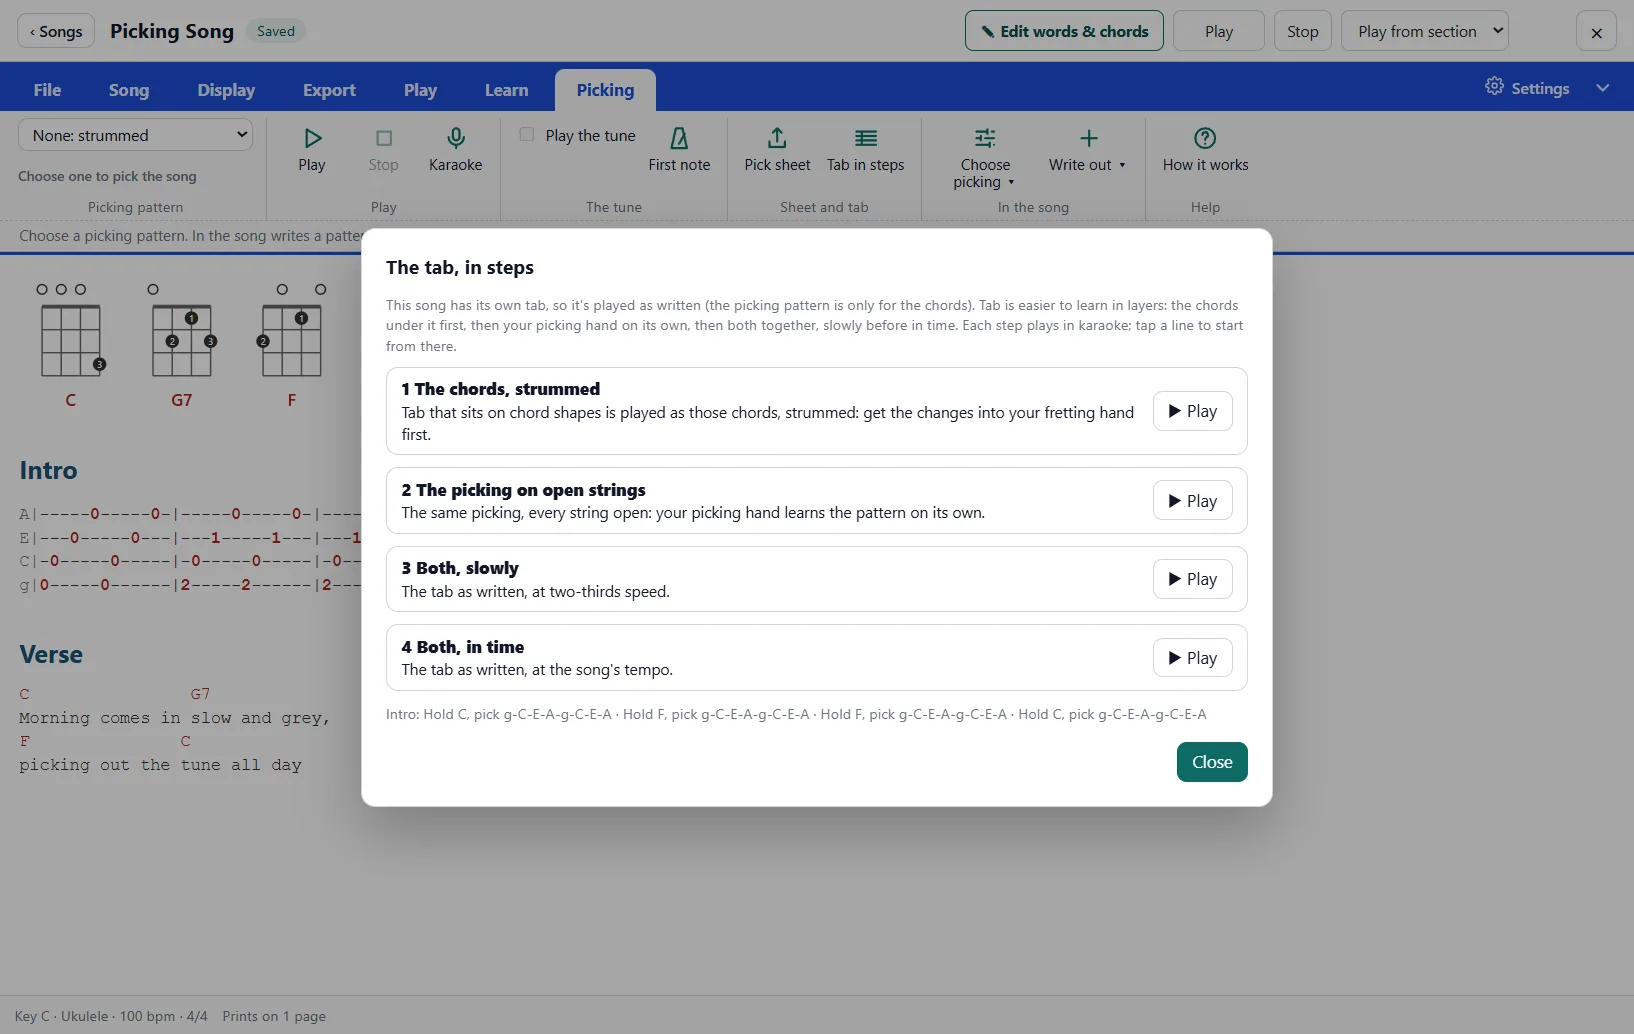 ‹ Songs
Picking Song
Saved
Edit words & chords
Play
Stop
Play from section
×
File
Song
Display
Export
Play
Learn
Picking
Settings
None: strummed
Choose one to pick the song
Picking pattern
Play
Stop
Karaoke
Play
Play the tune
First note
The tune
Pick sheet
Tab in steps
Sheet and tab
Choose
picking ▾
Write out ▾
In the song
How it works
Help
Choose a picking pattern. In the song writes a patte
3
C
1
2
3
G7
1
2
F
Intro
A|-----0-----0-|-----0-----0-|----
E|---0-----0---|---1-----1---|---1
C|-0-----0-----|-0-----0-----|-0--
g|0-----0------|2-----2------|2---
Verse
C G7
Morning comes in slow and grey,
F C
picking out the tune all day
The tab, in steps
This song has its own tab, so it's played as written (the picking pattern is only for the chords). Tab is easier to learn in layers: the chords
under it first, then your picking hand on its own, then both together, slowly before in time. Each step plays in karaoke; tap a line to start
from there.
1 The chords, strummed
Tab that sits on chord shapes is played as those chords, strummed: get the changes into your fretting hand
first.
▶ Play
2 The picking on open strings
The same picking, every string open: your picking hand learns the pattern on its own.
▶ Play
3 Both, slowly
The tab as written, at two-thirds speed.
▶ Play
4 Both, in time
The tab as written, at the song's tempo.
▶ Play
Intro: Hold C, pick g-C-E-A-g-C-E-A · Hold F, pick g-C-E-A-g-C-E-A · Hold F, pick g-C-E-A-g-C-E-A · Hold C, pick g-C-E-A-g-C-E-A
Close
Key C · Ukulele · 100 bpm · 4/4 Prints on 1 page